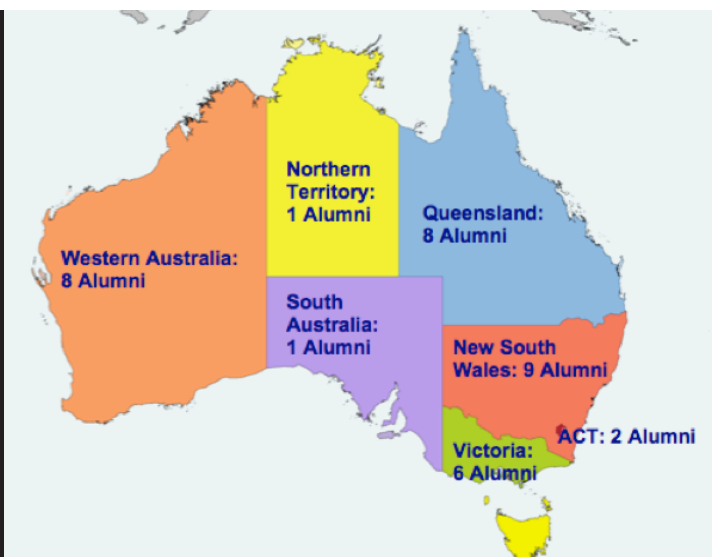 Northern
Territory:
1 Alumni
Queensland:
8 Alumni
Western Australia:
8 Alumni
South
Australia:
1 Alumni
New South
Wales: 9 Alumni
ACT: 2 Alumni
Victoria:
6 Alumni